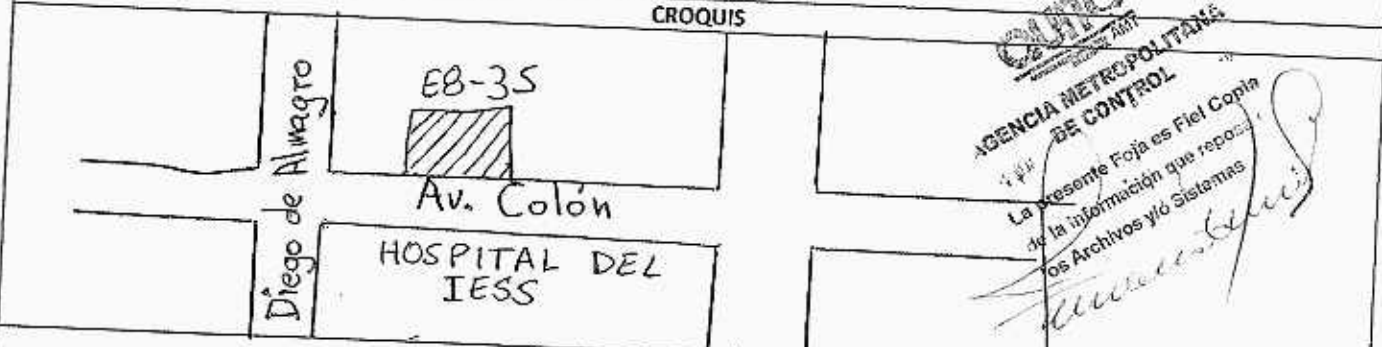 CROQUIS
E8-35
Diego de Almagro
Av. Colón
HOSPITAL DEL
IESS
QUITO
AGENCIA METROPOLITANA
DE CONTROL
La presente Foja es Fiel Copia
de la información que reposa
los Archivos y/ó Sistemas